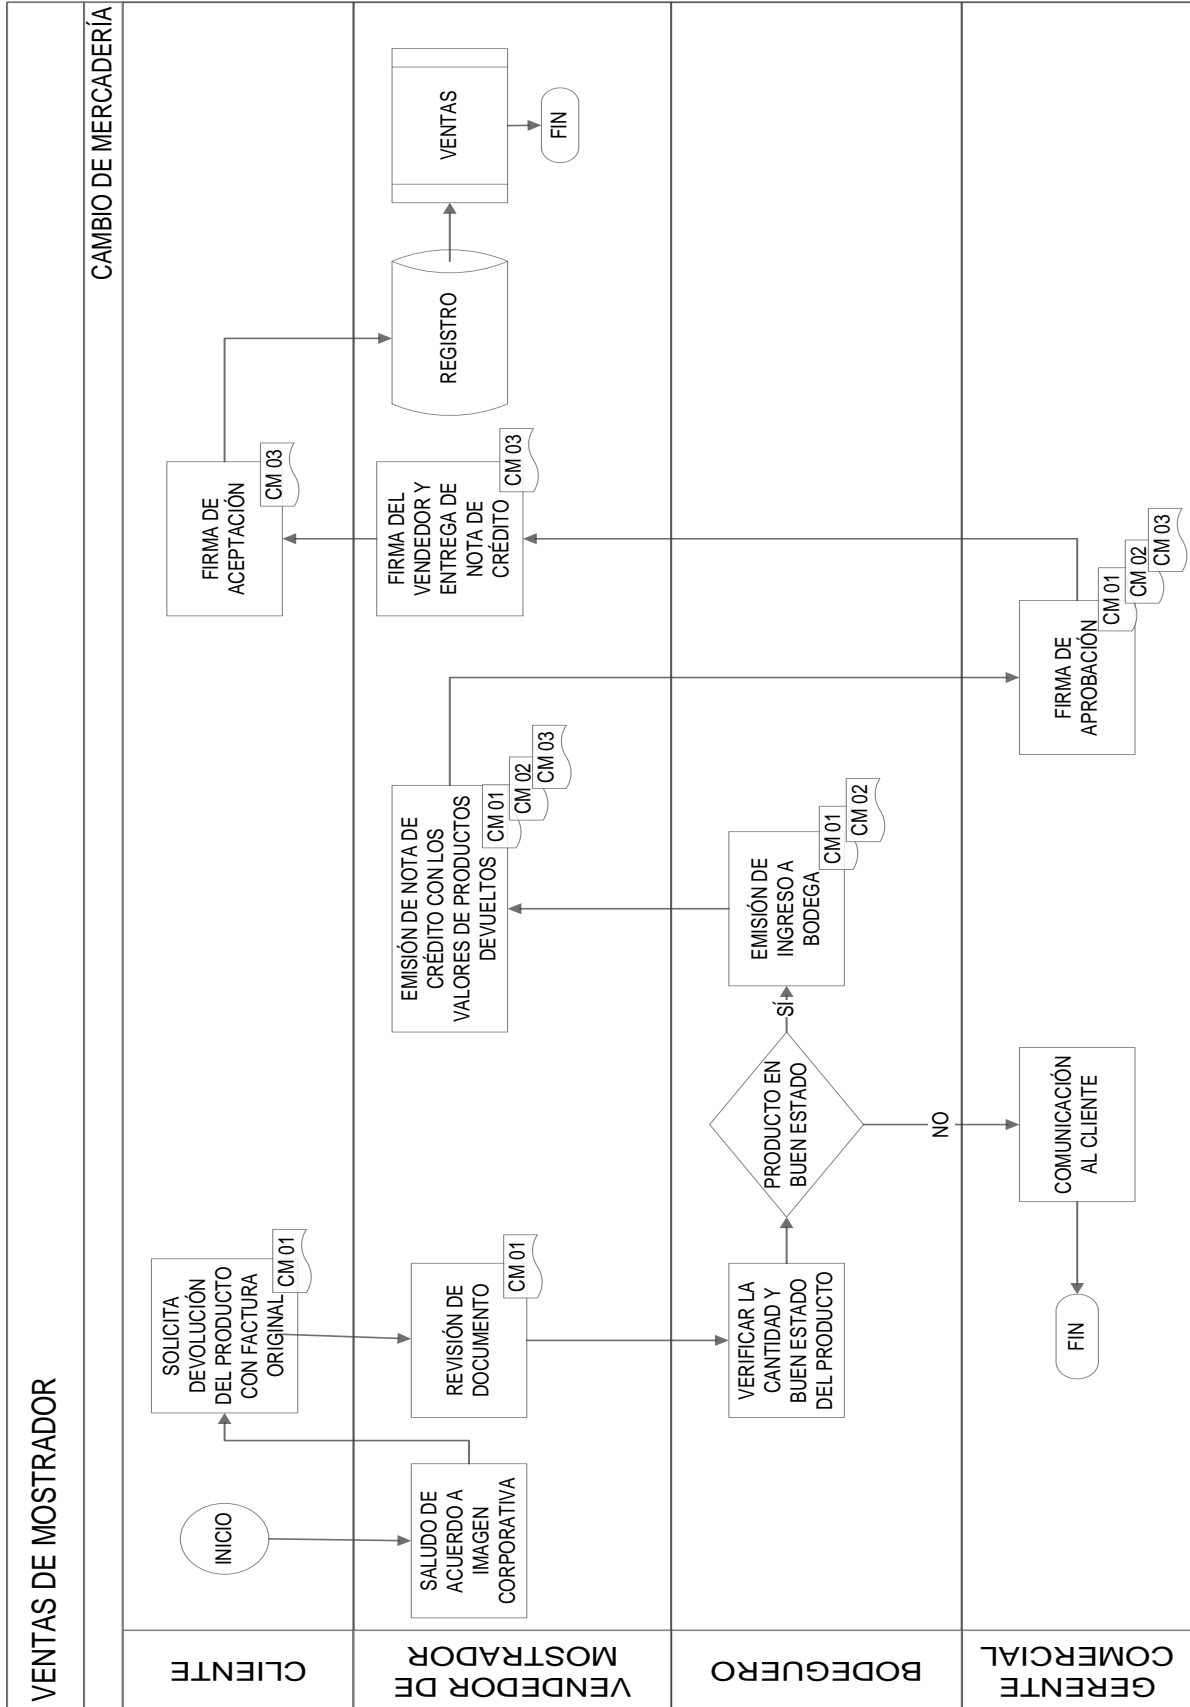 VENTAS DE MOSTRADOR
CAMBIO DE MERCADERÍA
CLIENTE
INICIO
SOLICITA
DEVOLUCIÓN
DEL PRODUCTO
CON FACTURA
ORIGINAL
CM 01
FIRMA DE
ACEPTACIÓN
CM 03
VENDEDOR DE
MOSTRADOR
SALUDO DE
ACUERDO A
IMAGEN
CORPORATIVA
REVISIÓN DE
DOCUMENTO
CM 01
EMISIÓN DE NOTA DE
CRÉDITO CON LOS
VALORES DE PRODUCTOS
DEVUELTOS
CM 01
CM 02
CM 03
FIRMA DEL
VENDEDOR Y
ENTREGA DE
NOTA DE
CRÉDITO
CM 03
REGISTRO
VENTAS
FIN
BODEGUERO
VERIFICAR LA
CANTIDAD Y
BUEN ESTADO
DEL PRODUCTO
PRODUCTO EN
BUEN ESTADO
SÍ
NO
EMISIÓN DE
INGRESO A
BODEGA
CM 01
CM 02
GERENTE
COMERCIAL
FIN
COMUNICACIÓN
AL CLIENTE
FIRMA DE
APROBACIÓN
CM 01
CM 02
CM 03